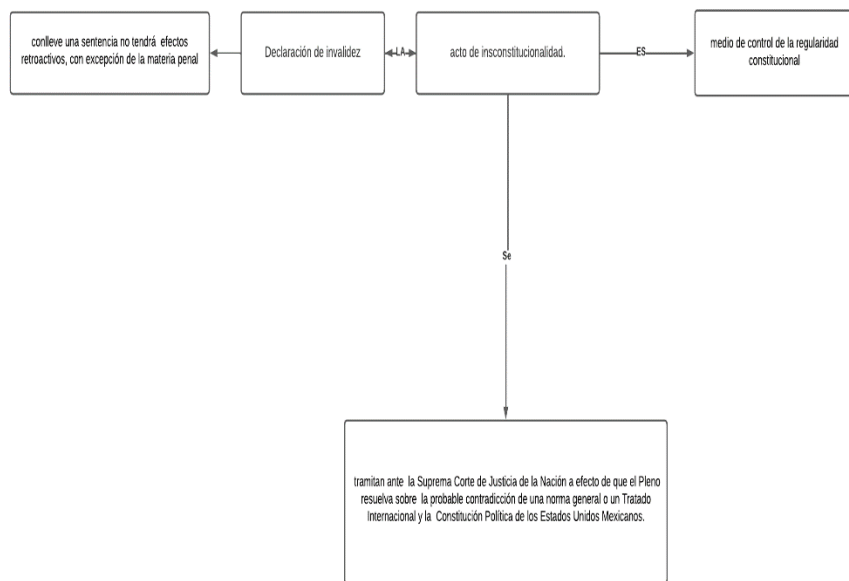 conlleve una sentencia no tendrá efectos
retroactivos, con excepción de la materia penal
Declaración de invalidez
LA
acto de insconstitucionalidad.
ES
medio de control de la regularidad
constitucional
Se
tramitan ante la Suprema Corte de Justicia de la Nación a efecto de que el Pleno
resuelva sobre la probable contradicción de una norma general o un Tratado
Internacional y la Constitución Política de los Estados Unidos Mexicanos.